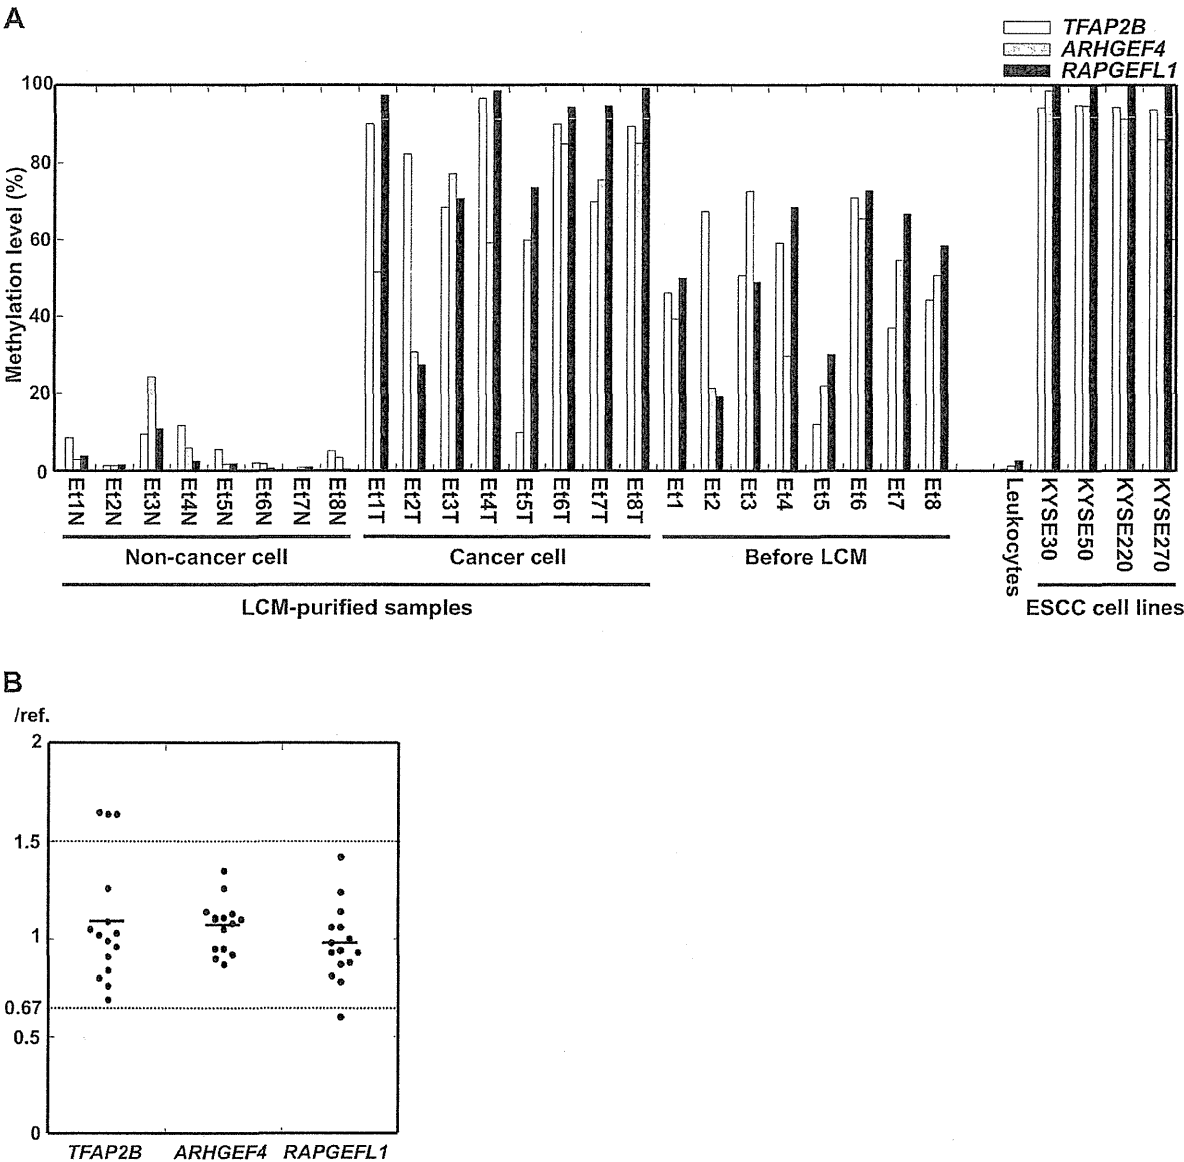 A
TFAP2B
ARHGEF4
RAPGEFL1
Methylation level (%)
100
80
60
40
20
0
Et1N Et2N Et3N Et4N Et5N Et6N Et7N Et8N Et1T Et2T Et3T Et4T Et5T Et6T Et7T Et8T Et1 Et2 Et3 Et4 Et5 Et6 Et7 Et8 Leukocytes KYSE30 KYSE50 KYSE220 KYSE270
Non-cancer cell Cancer cell Before LCM
LCM-purified samples ESCC cell lines
B
/ref.
2
1.5
1
0.67
0.5
0
TFAP2B ARHGEF4 RAPGEFL1